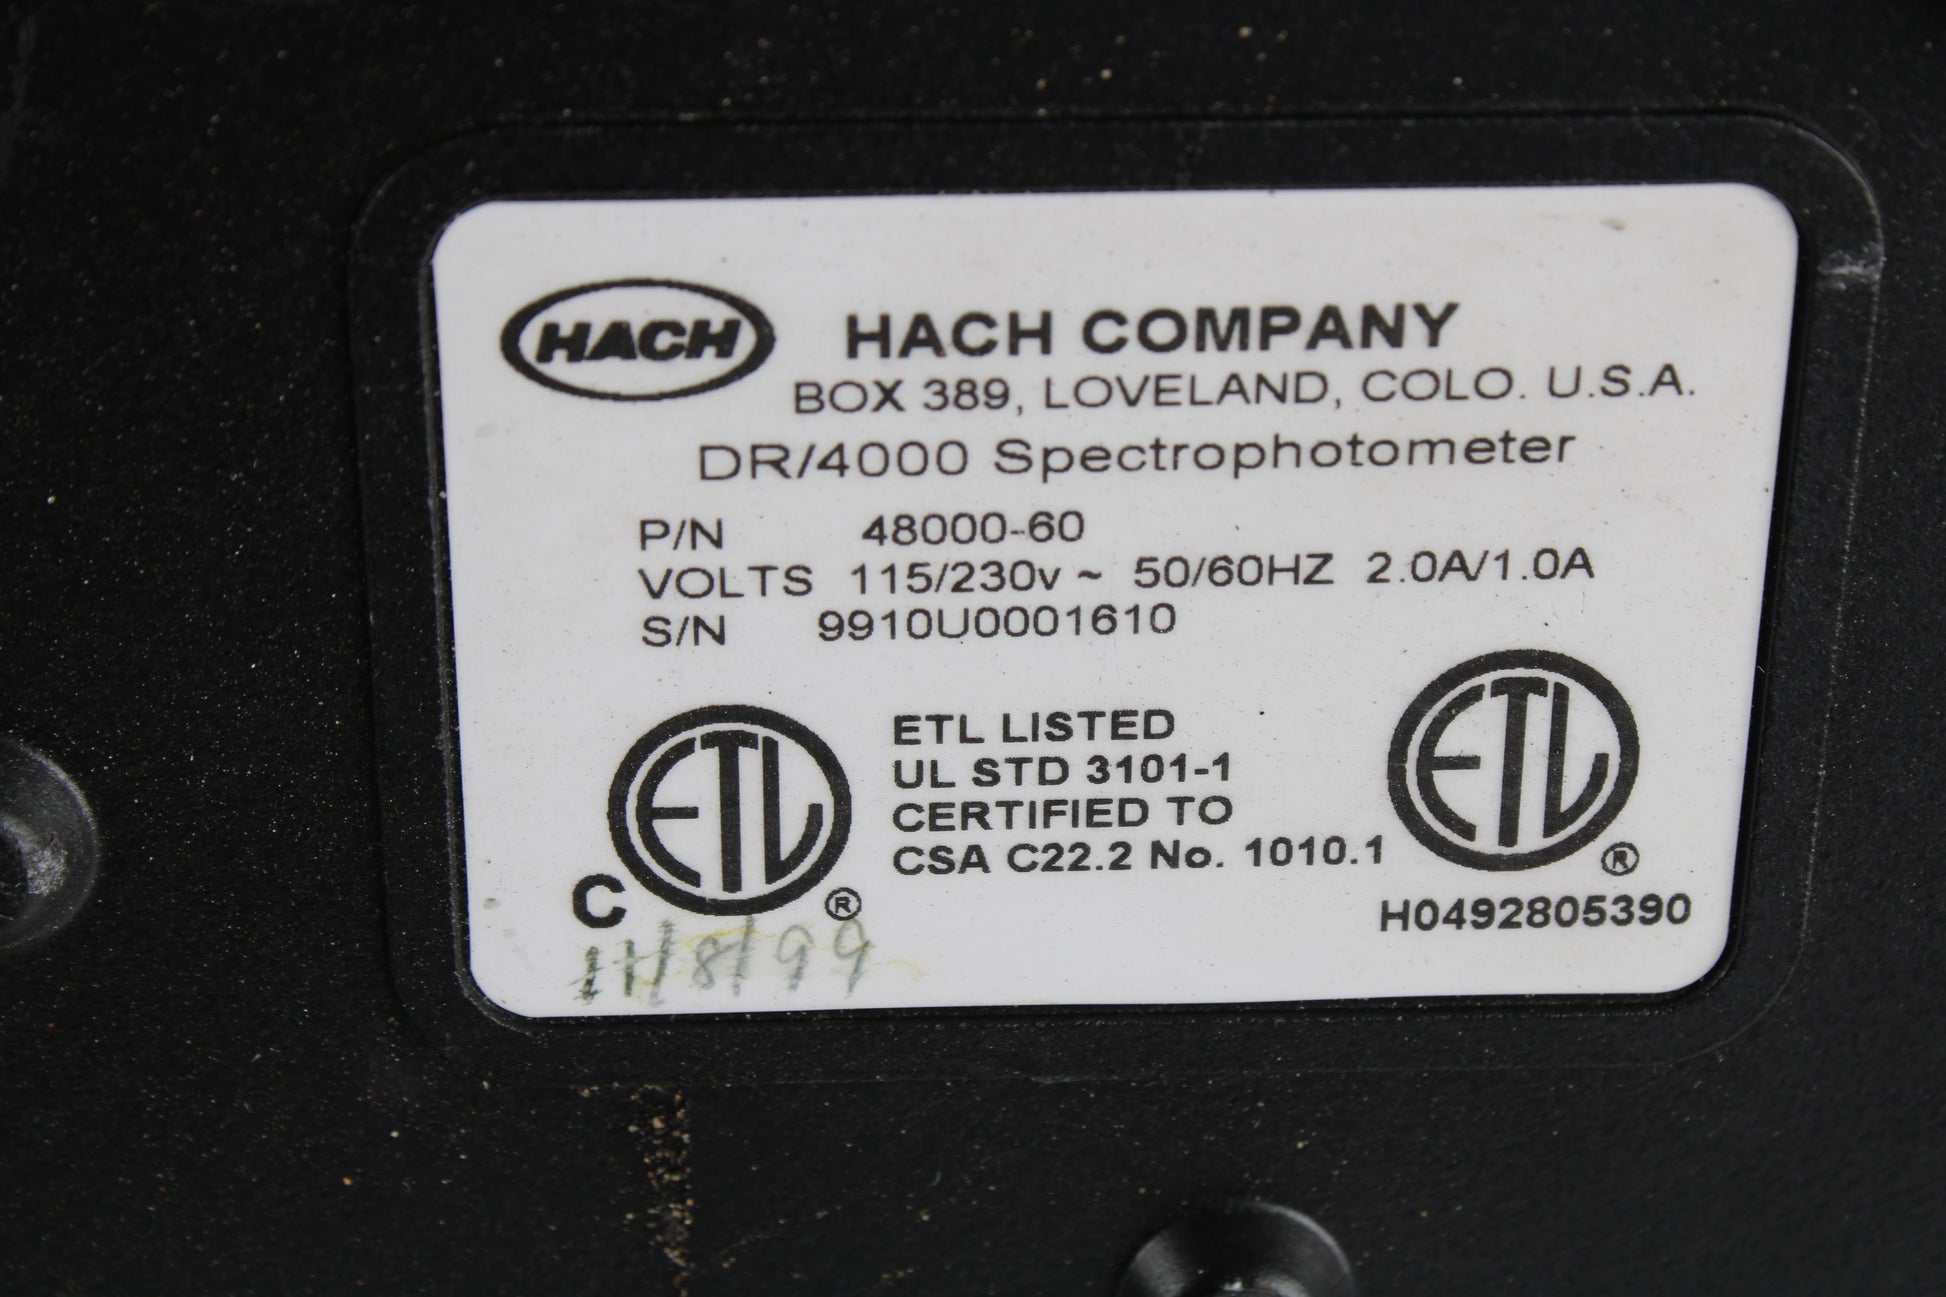 HACH HACH COMPANY
BOX 389, LOVELAND, COLO. U.S.A.
DR/4000 Spectrophotometer
P/N 48000-60
VOLTS 115/230v ~ 50/60HZ 2.0A/1.0A
S/N 9910U0001610
ETL LISTED
UL STD 3101-1
CERTIFIED TO
CSA C22.2 No. 1010.1
C ETL ®
ETL ®
H0492805390
11/8/99